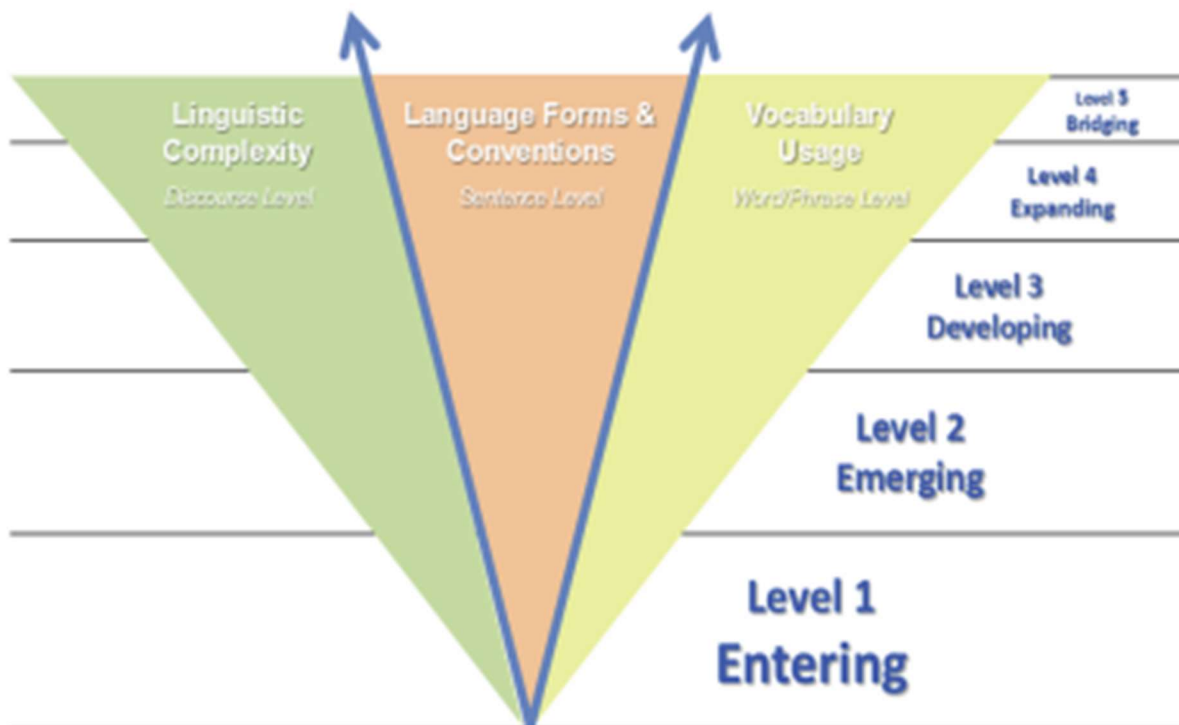 Linguistic
Complexity
Discourse Level
Language Forms &
Conventions
Sentence Level
Vocabulary
Usage
Word/Phrase Level
Level 5
Bridging
Level 4
Expanding
Level 3
Developing
Level 2
Emerging
Level 1
Entering